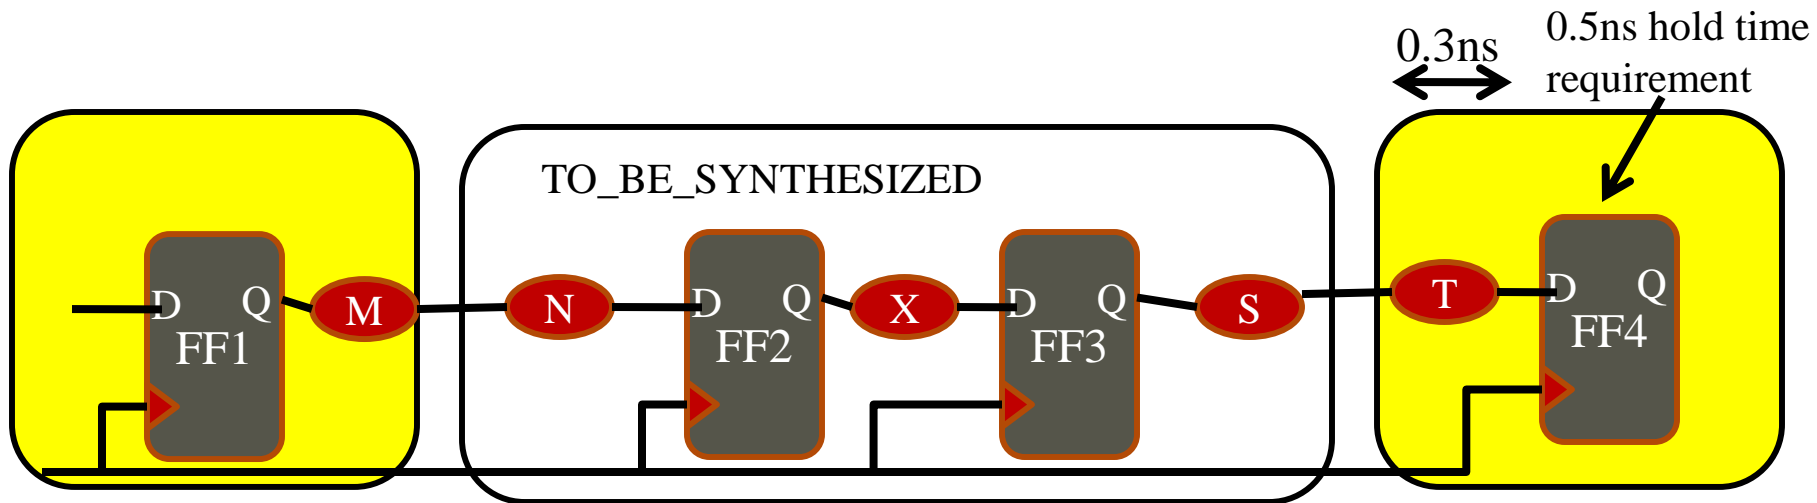 0.3ns
0.5ns hold time
requirement
TO_BE_SYNTHESIZED
D Q
FF1
M
N
D Q
FF2
X
D Q
FF3
S
T
D Q
FF4